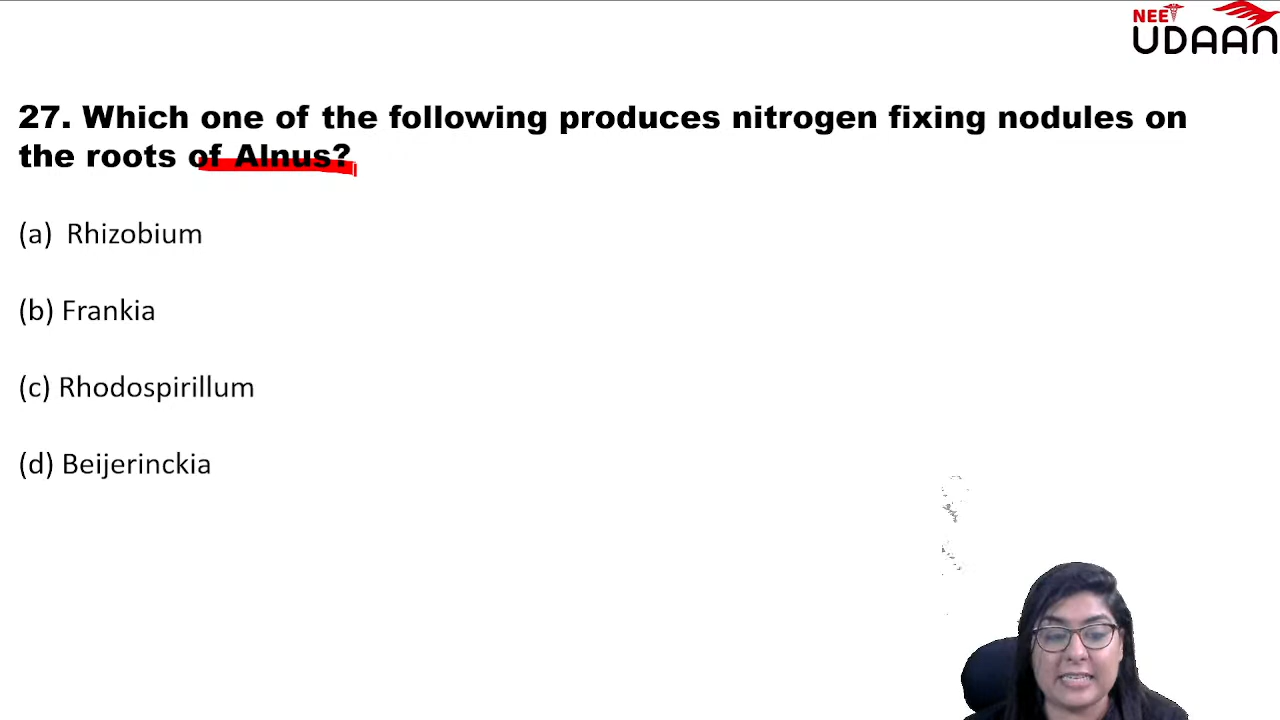 NEET
UDAAN
27. Which one of the following produces nitrogen fixing nodules on
the roots of Alnus?
(a) Rhizobium
(b) Frankia
(c) Rhodospirillum
(d) Beijerinckia